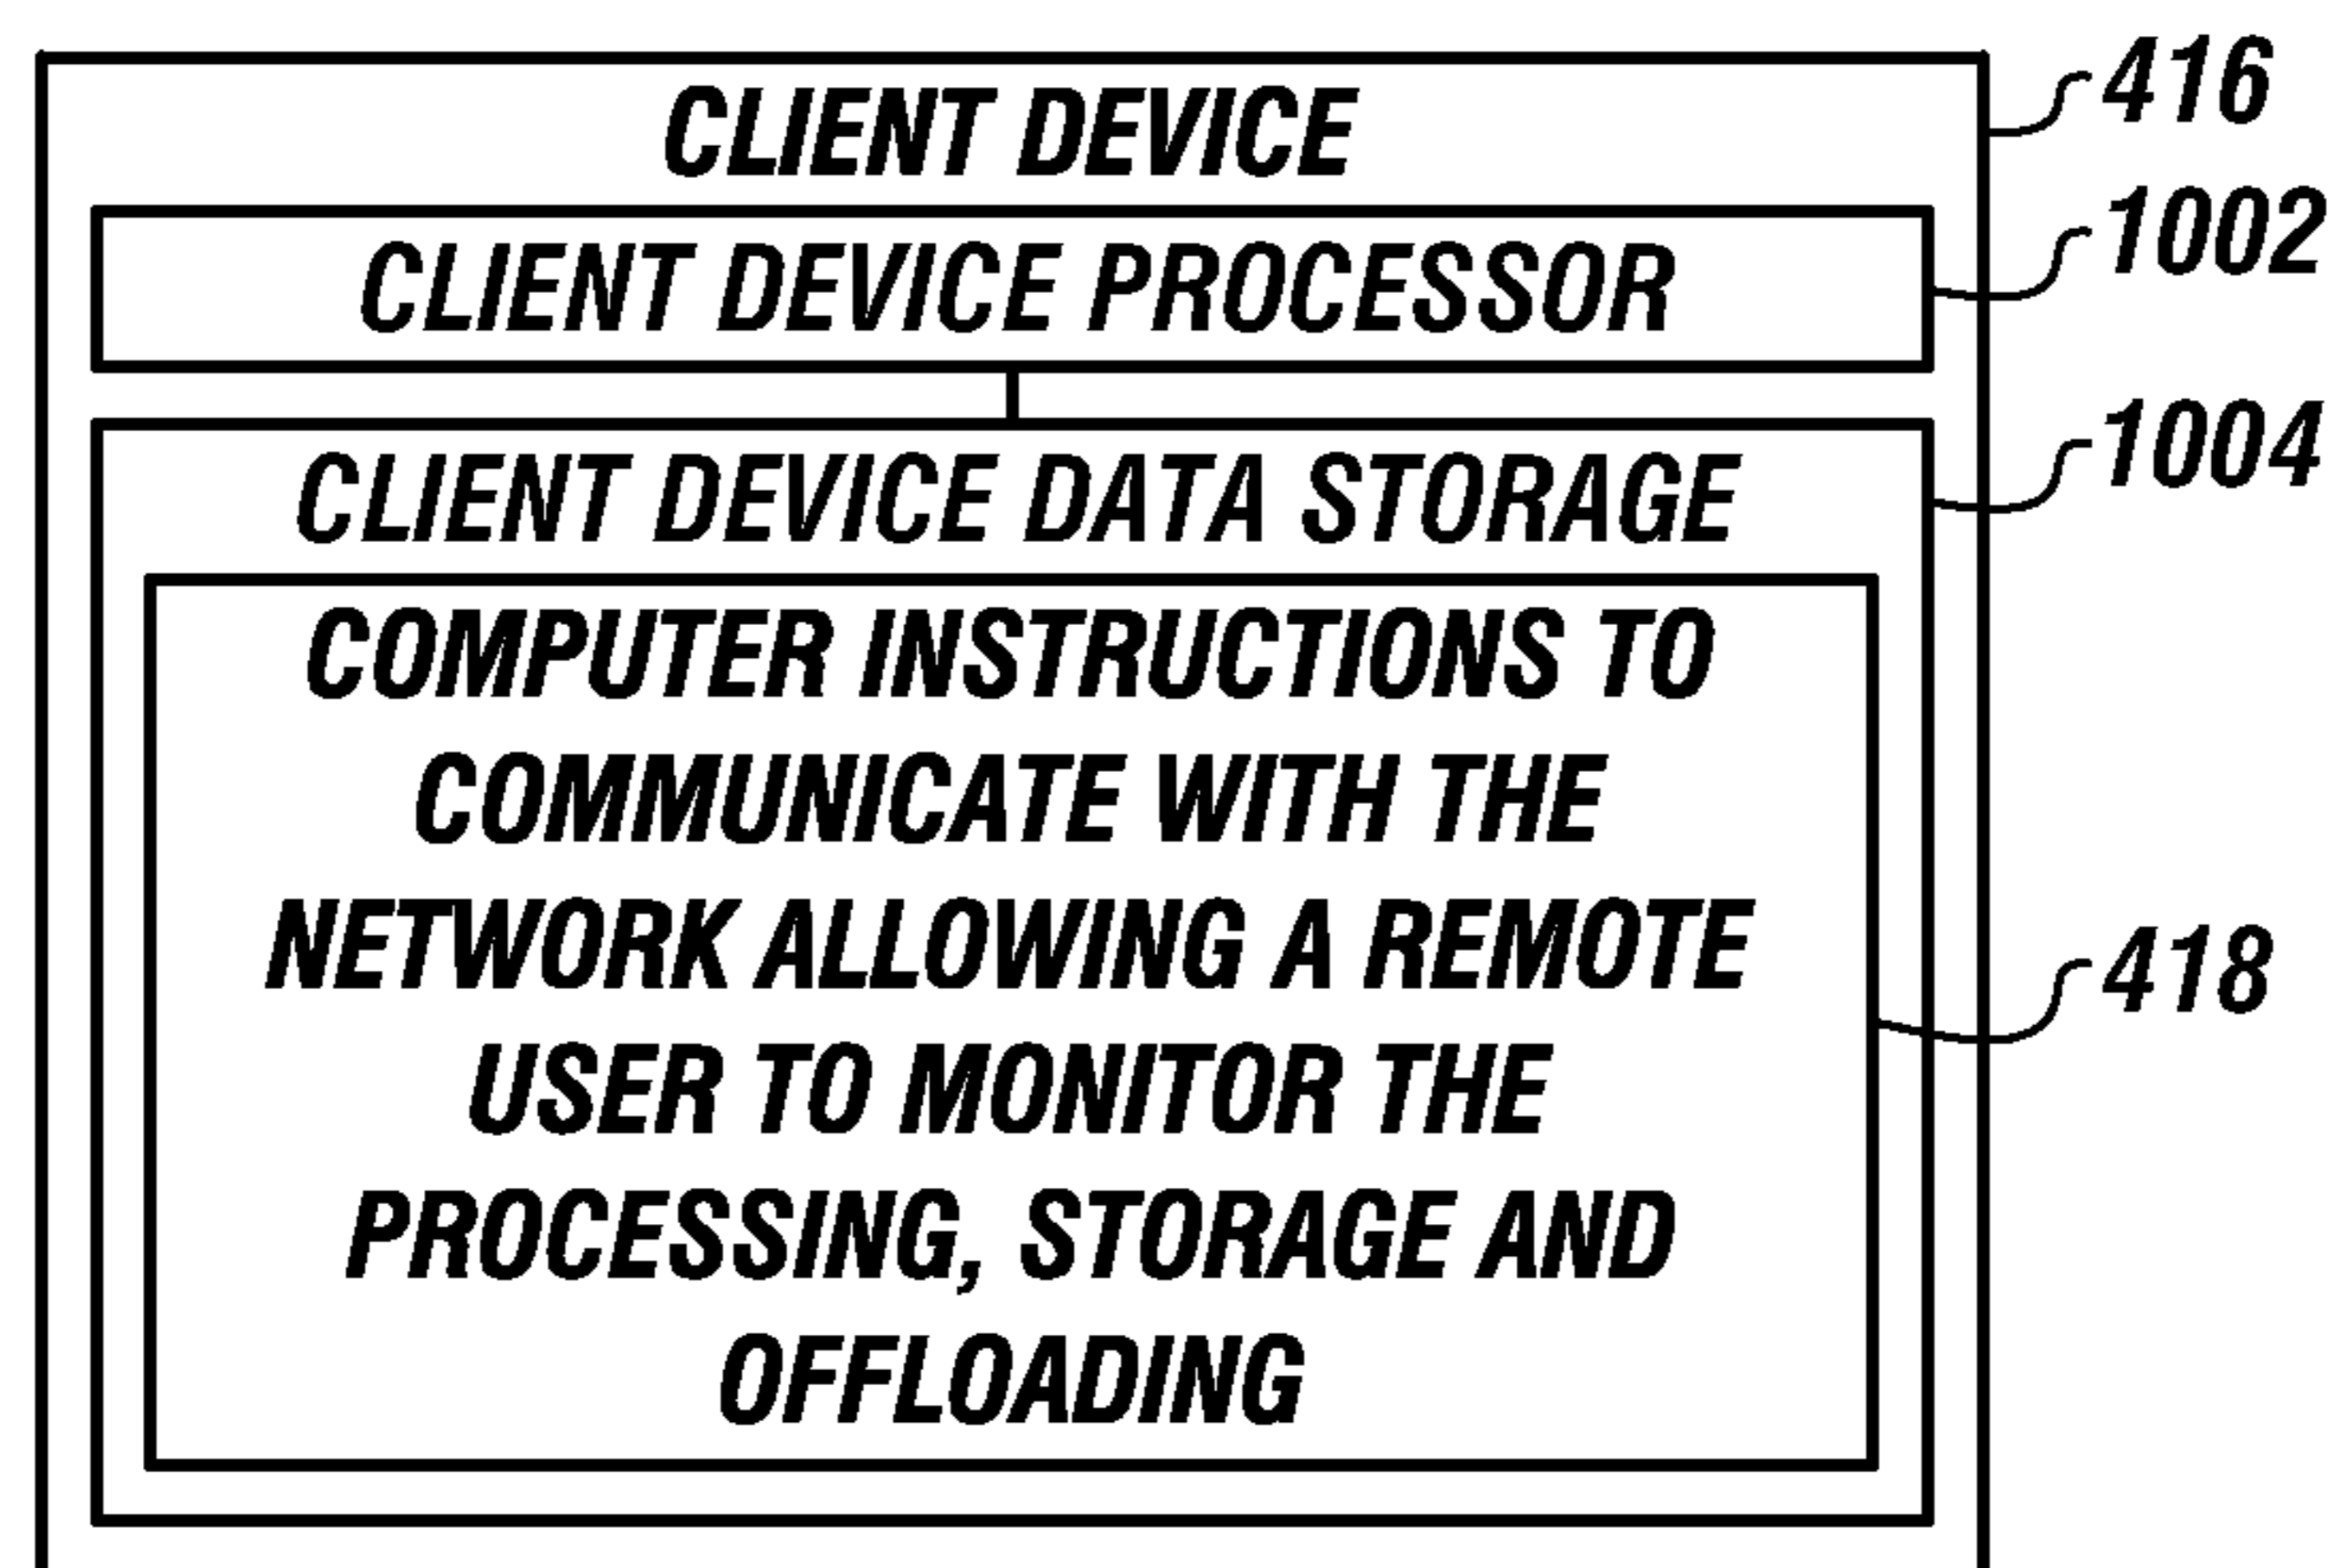 CLIENT DEVICE
416
CLIENT DEVICE PROCESSOR
1002
CLIENT DEVICE DATA STORAGE
1004
COMPUTER INSTRUCTIONS TO
COMMUNICATE WITH THE
NETWORK ALLOWING A REMOTE
418
USER TO MONITOR THE
PROCESSING, STORAGE AND
OFFLOADING